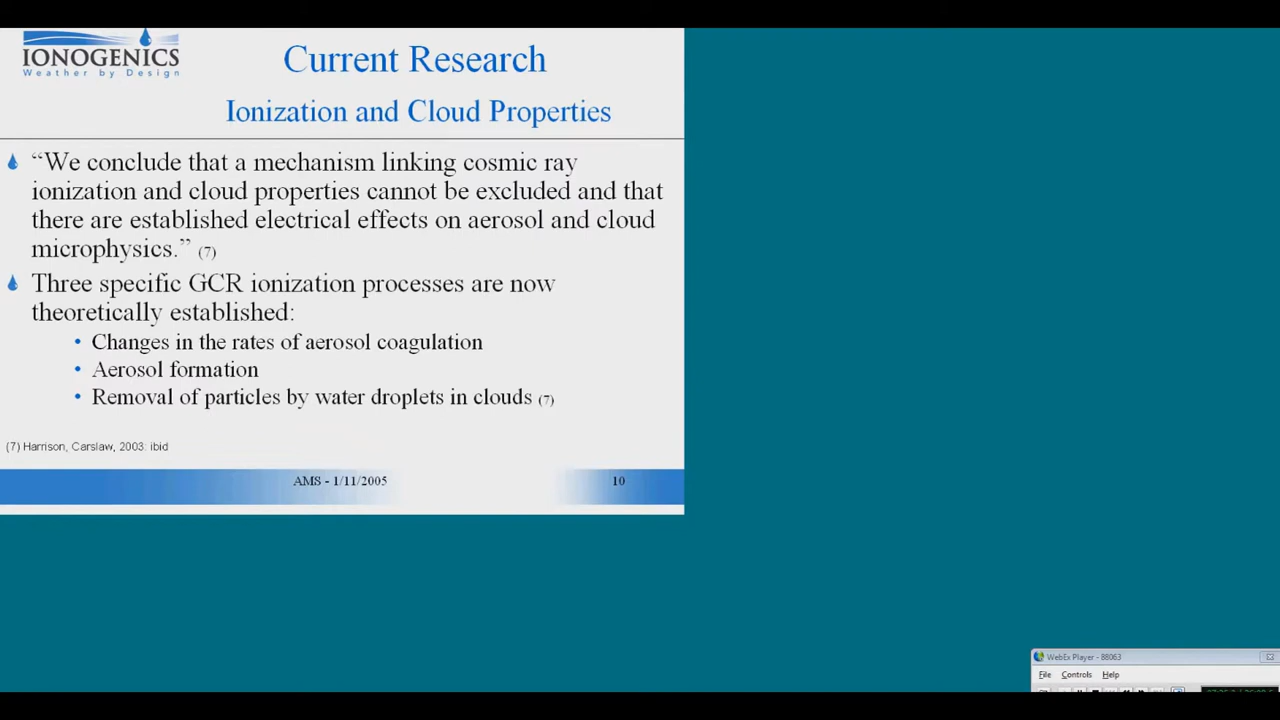 IONOGENICS
Weather by Design
Current Research
Ionization and Cloud Properties
“We conclude that a mechanism linking cosmic ray
ionization and cloud properties cannot be excluded and that
there are established electrical effects on aerosol and cloud
microphysics.” (7)
Three specific GCR ionization processes are now
theoretically established:
• Changes in the rates of aerosol coagulation
• Aerosol formation
• Removal of particles by water droplets in clouds (7)
(7) Harrison, Carslaw, 2003: ibid
AMS - 1/11/2005
10
WebEx Player - 88063
File Controls Help